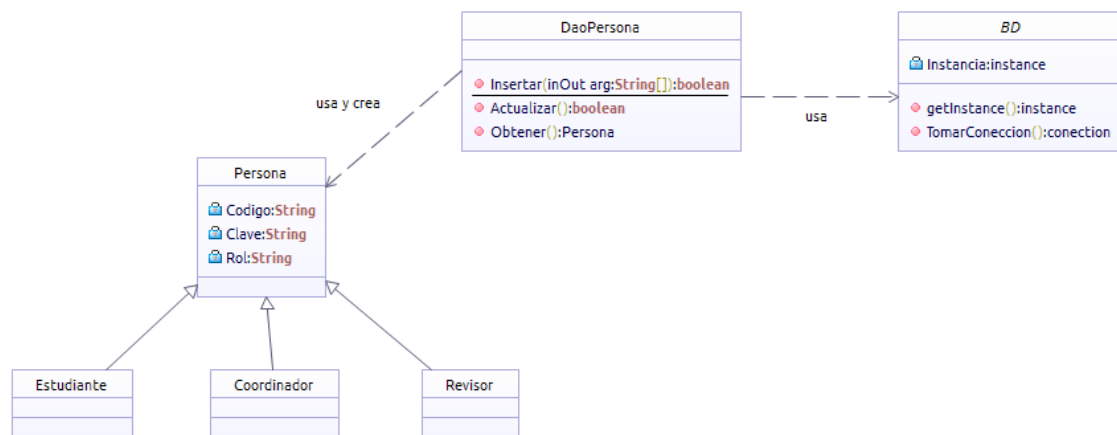 DaoPersona
Insertar(inOut arg:String[]):boolean
Actualizar():boolean
Obtener():Persona
BD
Instancia:instance
getInstance():instance
TomarConeccion():conection
usa y crea
usa
Persona
Codigo:String
Clave:String
Rol:String
Estudiante
Coordinador
Revisor